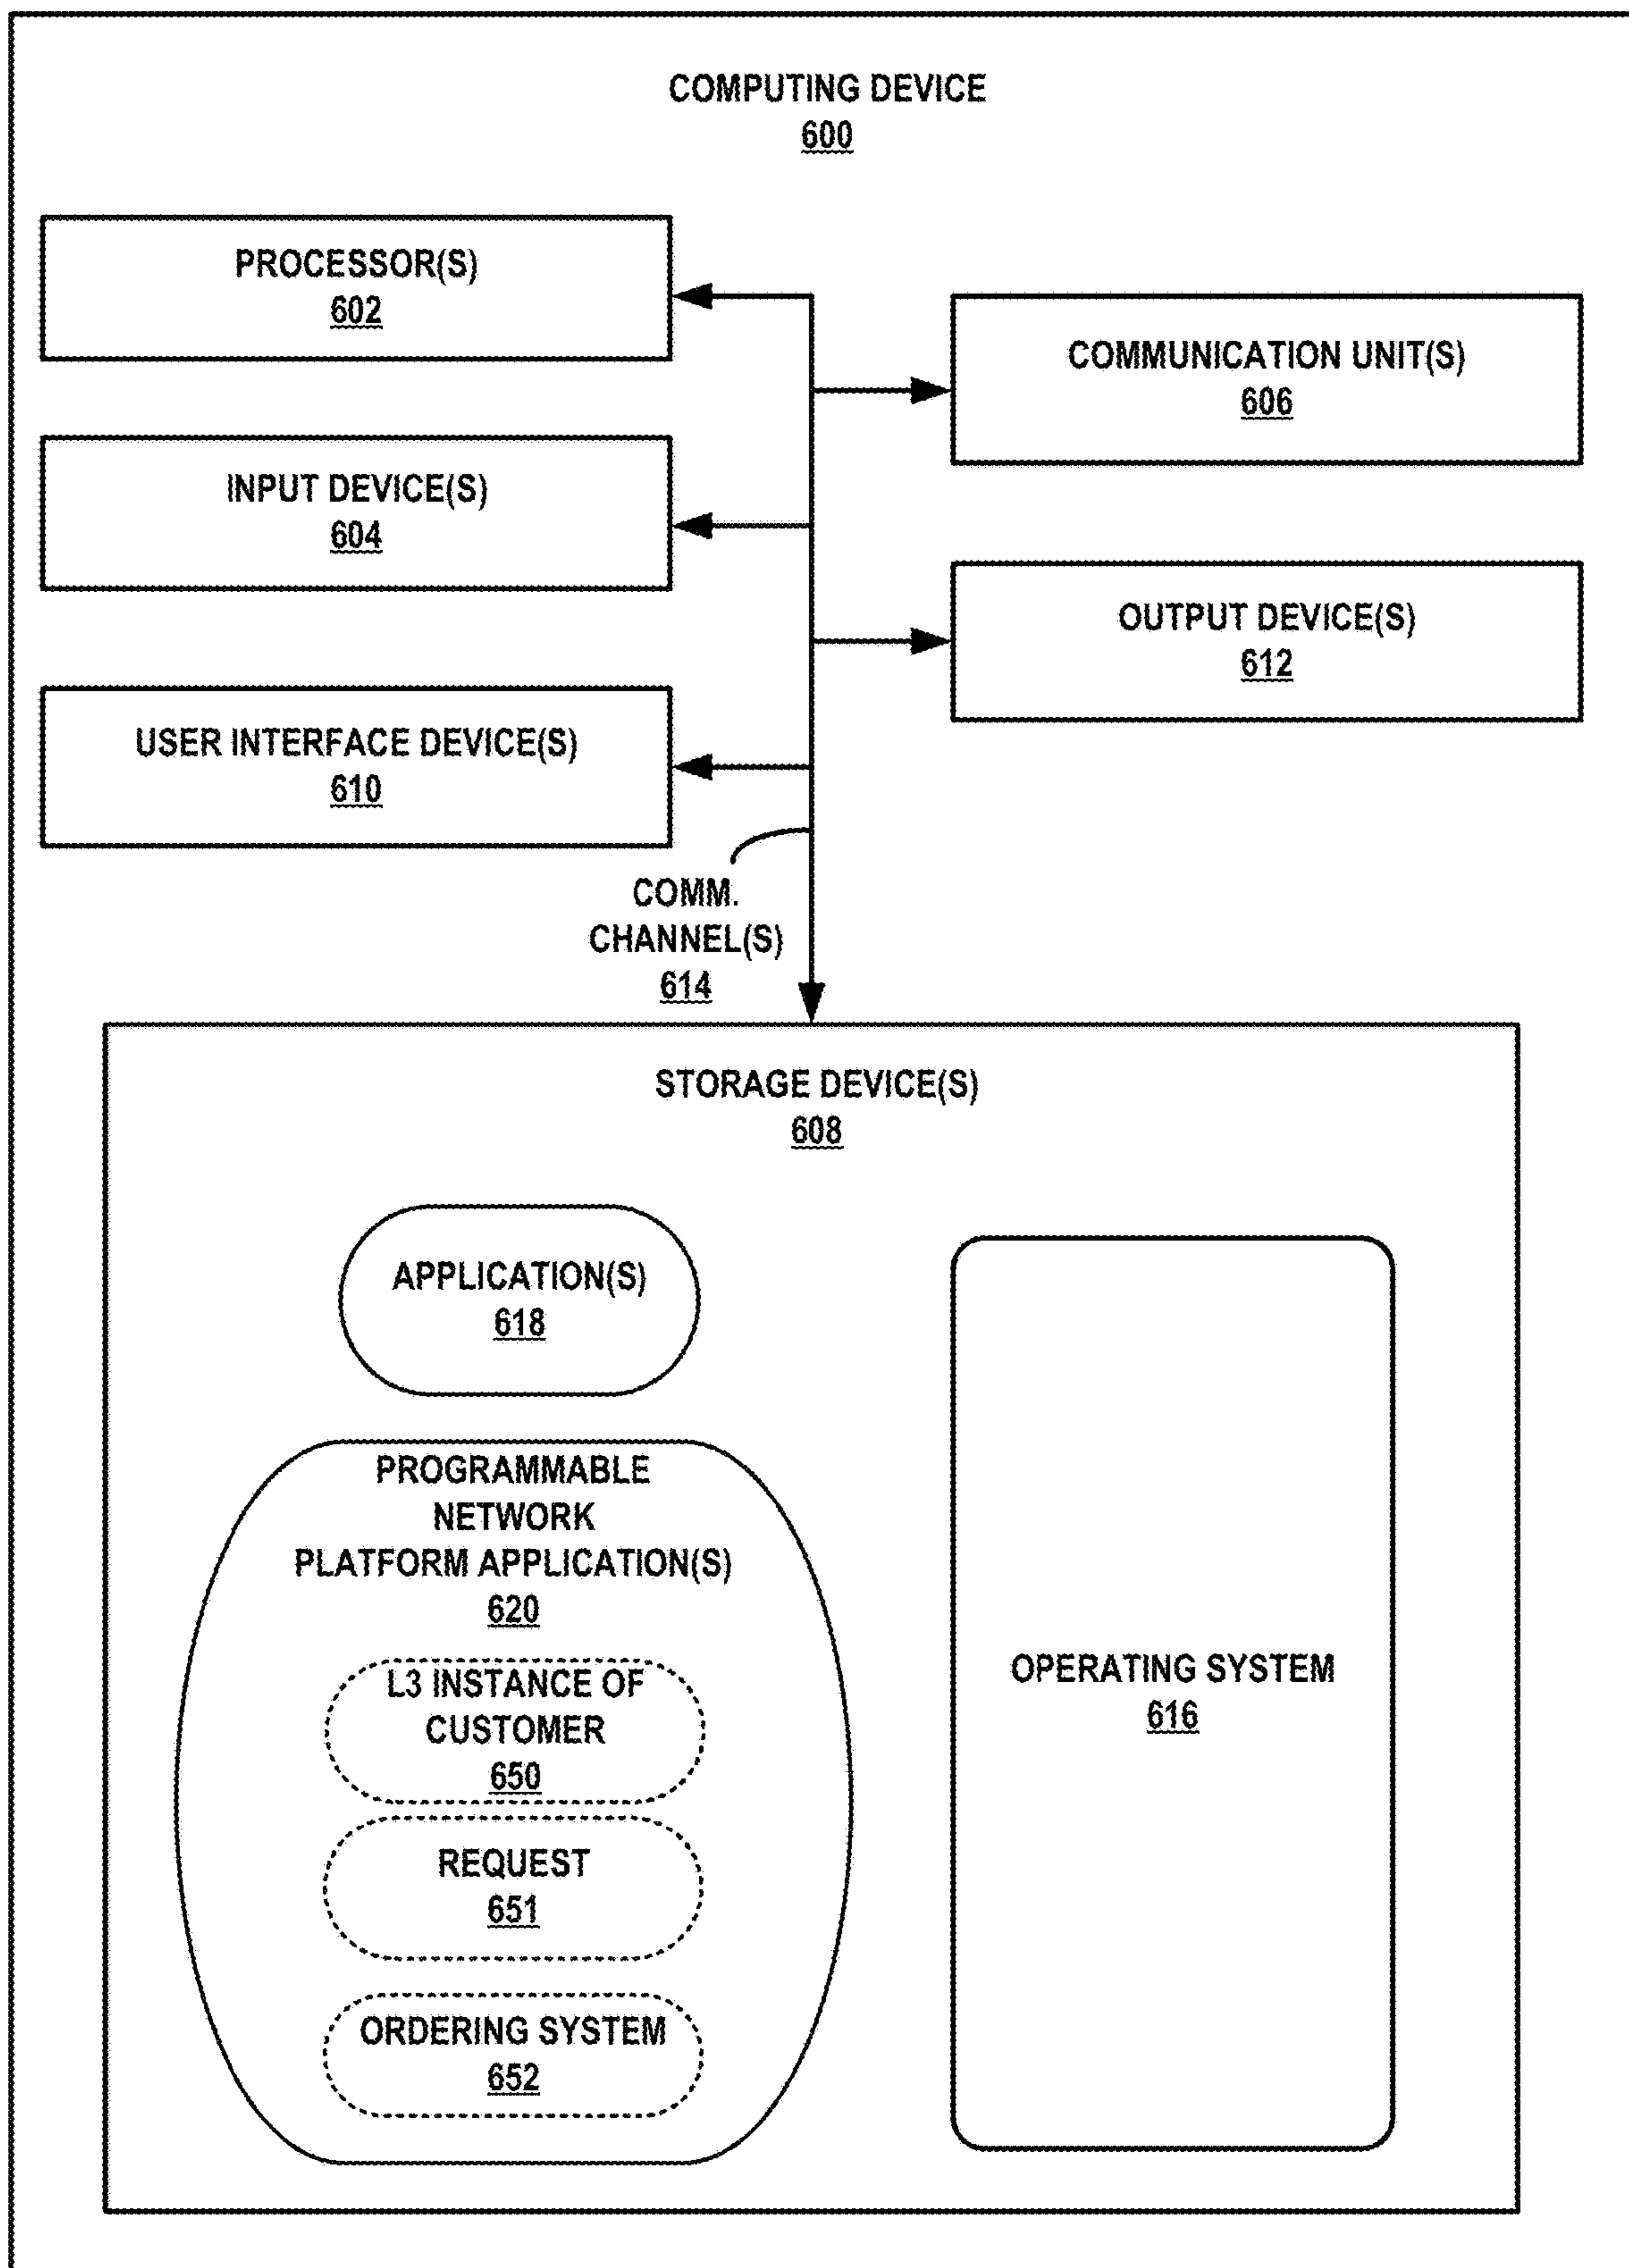 COMPUTING DEVICE
600
PROCESSOR(S)
602
COMMUNICATION UNIT(S)
606
INPUT DEVICE(S)
604
OUTPUT DEVICE(S)
612
USER INTERFACE DEVICE(S)
610
COMM.
CHANNEL(S)
614
STORAGE DEVICE(S)
608
APPLICATION(S)
618
PROGRAMMABLE
NETWORK
PLATFORM APPLICATION(S)
620
L3 INSTANCE OF
CUSTOMER
650
REQUEST
651
ORDERING SYSTEM
652
OPERATING SYSTEM
616